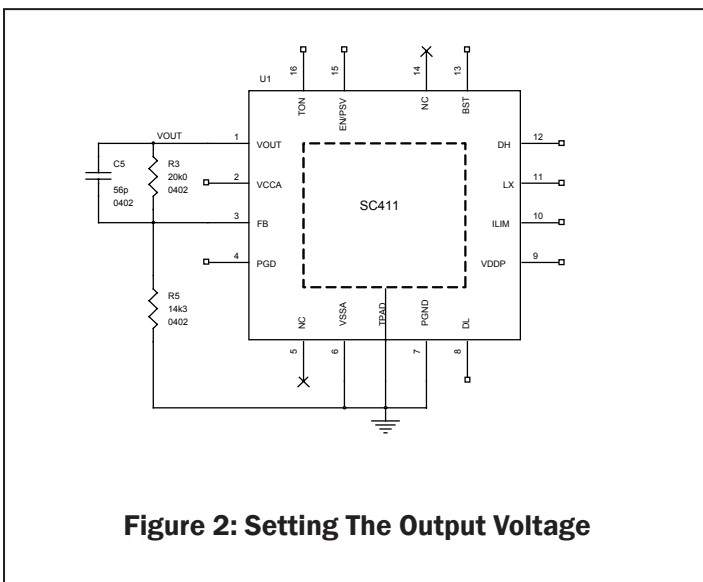 U1
16
15
14
13
TON
EN/PSV
NC
BST
VOUT
1
VOUT
DH
12
C5
R3
56p
20k0
0402
0402
2
VCCA
LX
11
SC411
3
FB
ILIM
10
4
PGD
VDDP
9
R5
14k3
0402
NC
VSSA
TPAD
PGND
DL
5
6
7
8
Figure 2: Setting The Output Voltage